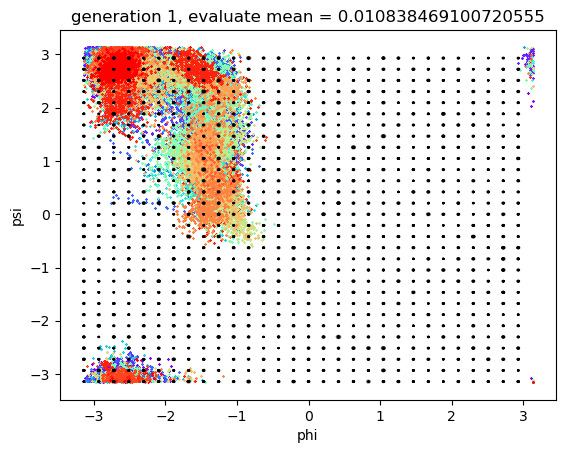 generation 1, evaluate mean = 0.010838469100720555
3
2
1
0
−1
−2
−3
psi
−3 −2 −1 0 1 2 3
phi